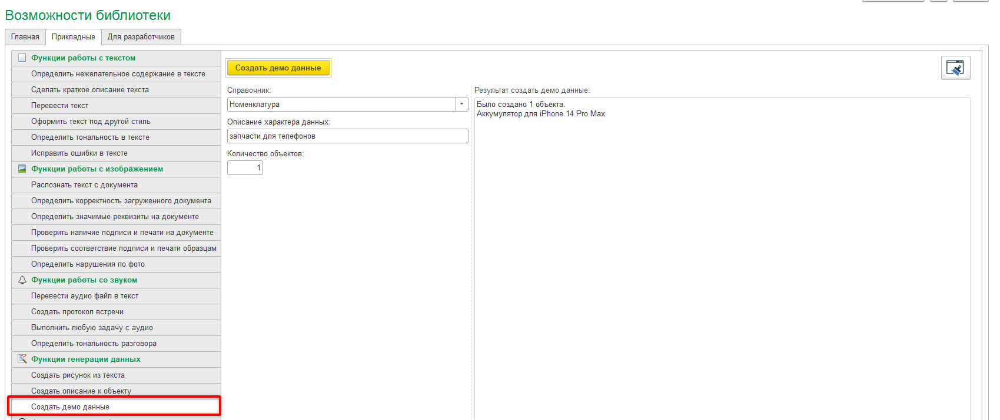 Возможности библиотеки
Главная
Прикладные
Для разработчиков
Функции работы с текстом
Определить нежелательное содержание в тексте
Сделать краткое описание текста
Перевести текст
Оформить текст под другой стиль
Определить тональность в тексте
Исправить ошибки в тексте
Функции работы с изображением
Распознать текст с документа
Определить корректность загруженного документа
Определить значимые реквизиты на документе
Проверить наличие подписи и печати на документе
Проверить соответствие подписи и печати образцам
Определить нарушения по фото
Функции работы со звуком
Перевести аудио файл в текст
Создать протокол встречи
Выполнить любую задачу с аудио
Определить тональность разговора
Функции генерации данных
Создать рисунок из текста
Создать описание к объекту
Создать демо данные
Создать демо данные
Справочник:
Номенклатура
Описание характера данных:
запчасти для телефонов
Количество объектов:
1
Результат создать демо данные:
Было создано 1 объекта.
Аккумулятор для iPhone 14 Pro Max